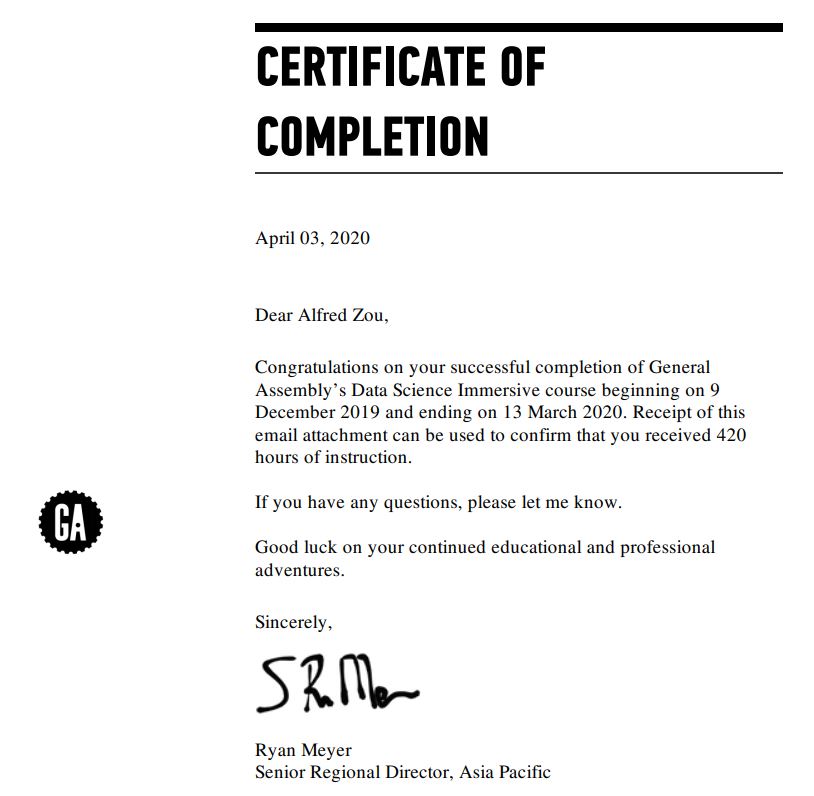 CERTIFICATE OF
COMPLETION
April 03, 2020
Dear Alfred Zou,
Congratulations on your successful completion of General
Assembly’s Data Science Immersive course beginning on 9
December 2019 and ending on 13 March 2020. Receipt of this
email attachment can be used to confirm that you received 420
hours of instruction.
If you have any questions, please let me know.
GA
Good luck on your continued educational and professional
adventures.
Sincerely,
Ryan Meyer
Senior Regional Director, Asia Pacific